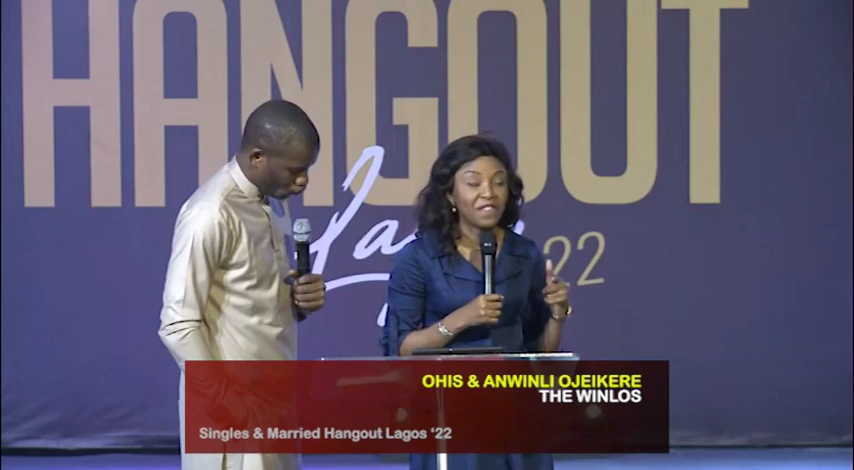 HANGOUT
Lagos '22
OHIS & ANWINLI OJEIKERE
THE WINLOS
Singles & Married Hangout Lagos ‘22